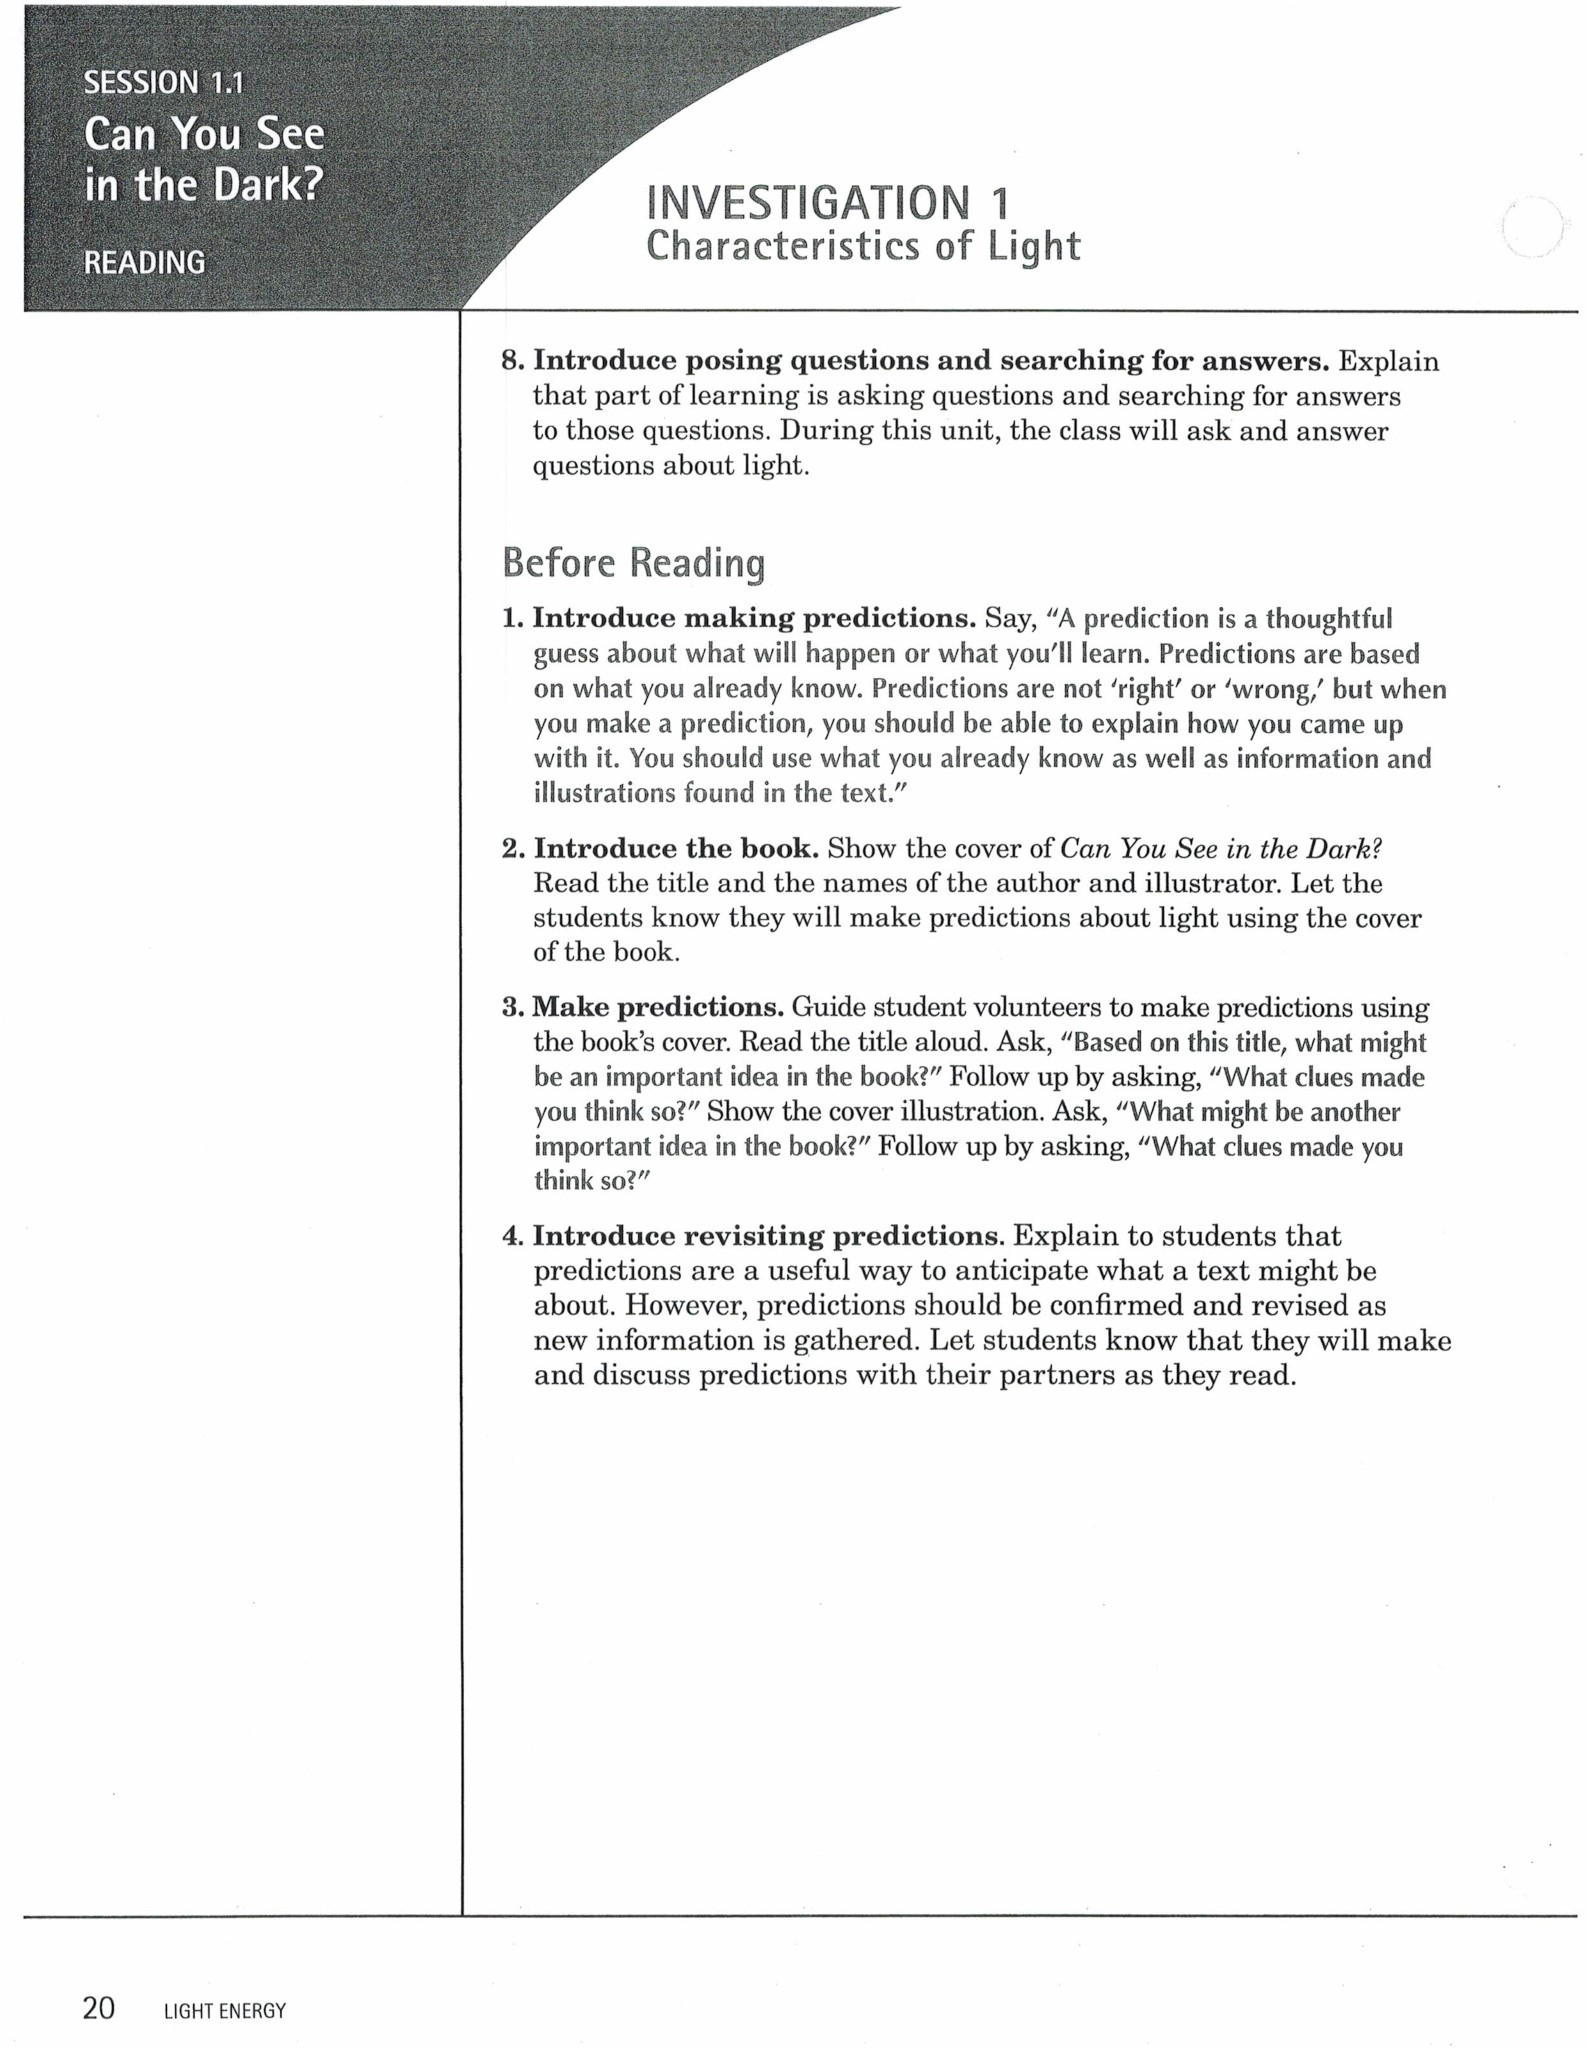 SESSION 1.1
Can You See
in the Dark?
READING
INVESTIGATION 1
Characteristics of Light
8. Introduce posing questions and searching for answers. Explain
that part of learning is asking questions and searching for answers
to those questions. During this unit, the class will ask and answer
questions about light.
Before Reading
1. Introduce making predictions. Say, "A prediction is a thoughtful
guess about what will happen or what you'll learn. Predictions are based
on what you already know. Predictions are not 'right' or 'wrong,' but when
you make a prediction, you should be able to explain how you came up
with it. You should use what you already know as well as information and
illustrations found in the text."
2. Introduce the book. Show the cover of Can You See in the Dark?
Read the title and the names of the author and illustrator. Let the
students know they will make predictions about light using the cover
of the book.
3. Make predictions. Guide student volunteers to make predictions using
the book's cover. Read the title aloud. Ask, "Based on this title, what might
be an important idea in the book?" Follow up by asking, "What clues made
you think so?" Show the cover illustration. Ask, "What might be another
important idea in the book?" Follow up by asking, "What clues made you
think so?"
4. Introduce revisiting predictions. Explain to students that
predictions are a useful way to anticipate what a text might be
about. However, predictions should be confirmed and revised as
new information is gathered. Let students know that they will make
and discuss predictions with their partners as they read.
20 LIGHT ENERGY